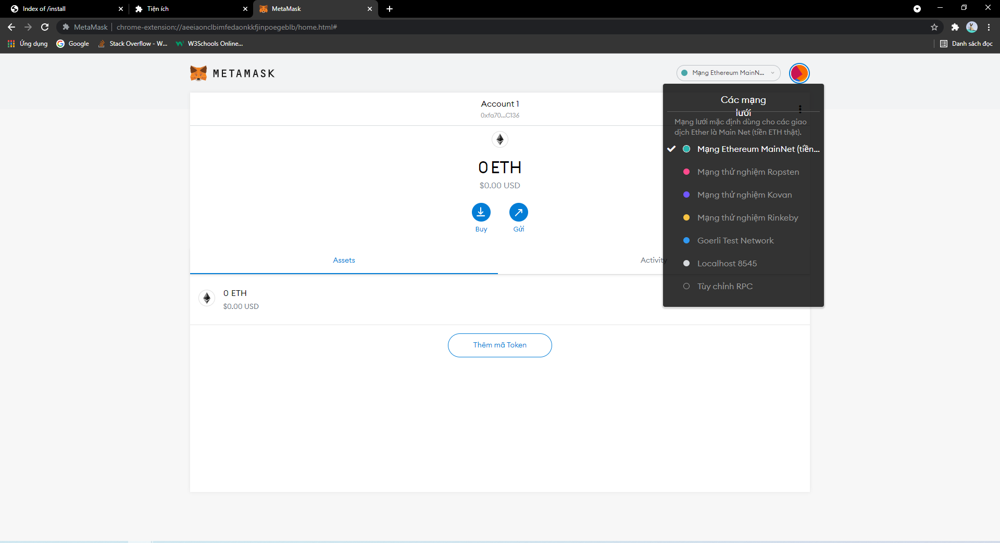 Index of /install
Tiện ích
MetaMask
MetaMask
chrome-extension://aeeiaonclbimfedaonkkfjinpoegeblb/home.html#
Ứng dụng
Google
Stack Overflow - W...
W3Schools Online...
Danh sách đọc
METAMASK
Mạng Ethereum MainN...
Account 1
0xfa70...C136
0 ETH
$0.00 USD
Buy
Gửi
Assets
Activity
0 ETH
$0.00 USD
Thêm mã Token
Các mạng
lưới
Mạng lưới mặc định dùng cho các giao
dịch Ether là Main Net (tiền ETH thật).
Mạng Ethereum MainNet (tiền...
Mạng thử nghiệm Ropsten
Mạng thử nghiệm Kovan
Mạng thử nghiệm Rinkeby
Goerli Test Network
Localhost 8545
Tùy chỉnh RPC